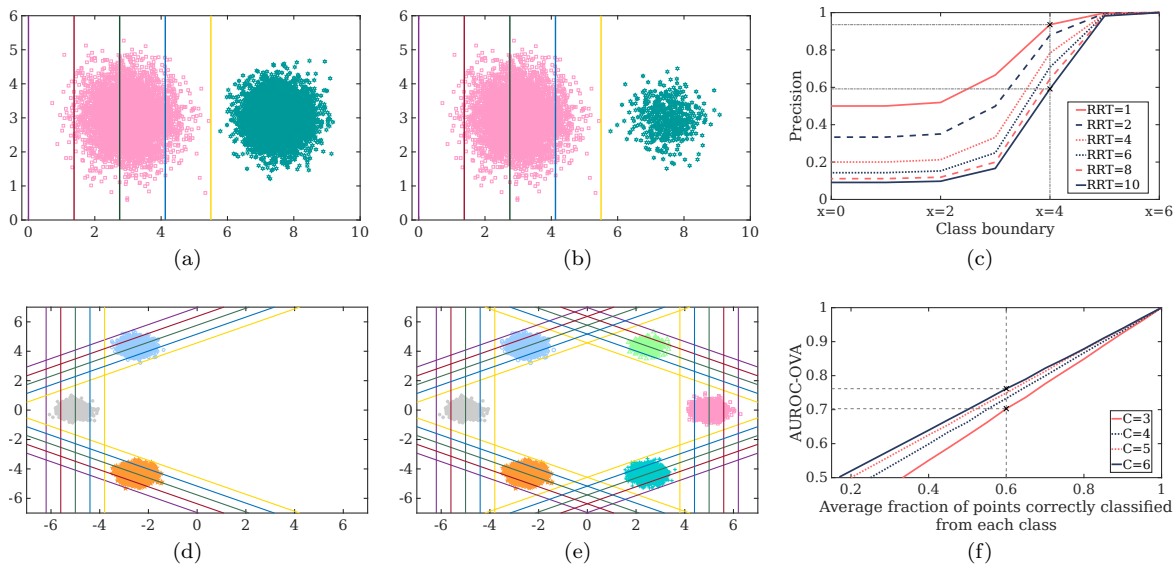 6
5
4
3
2
1
0
0 2 4 6 8 10
(a)
6
5
4
3
2
1
0
0 2 4 6 8 10
(b)
1
0.8
0.6
0.4
0.2
0
Precision
x=0 x=2 x=4 x=6
Class boundary
RRT=1
RRT=2
RRT=4
RRT=6
RRT=8
RRT=10
(c)
6
4
2
0
-2
-4
-6
-6 -4 -2 0 2 4 6
(d)
6
4
2
0
-2
-4
-6
-6 -4 -2 0 2 4 6
(e)
1
0.9
0.8
0.7
0.6
0.5
AUROC-OVA
0.2 0.4 0.6 0.8 1
Average fraction of points correctly classified
from each class
C=3
C=4
C=5
C=6
(f)